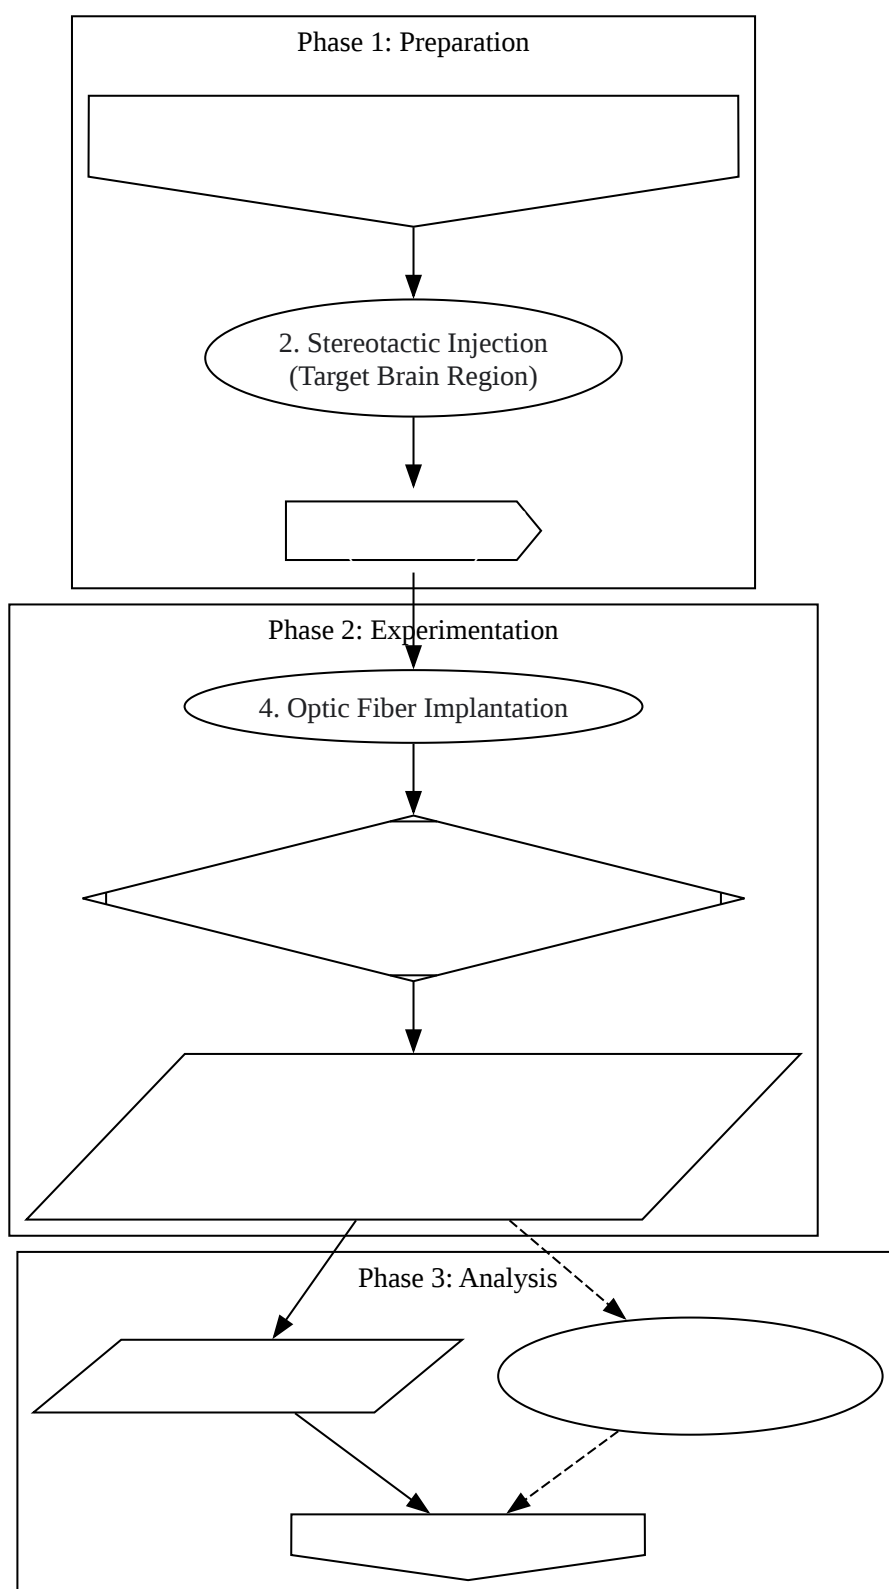 Phase 1: Preparation
2. Stereotactic Injection
(Target Brain Region)
Phase 2: Experimentation
4. Optic Fiber Implantation
Phase 3: Analysis